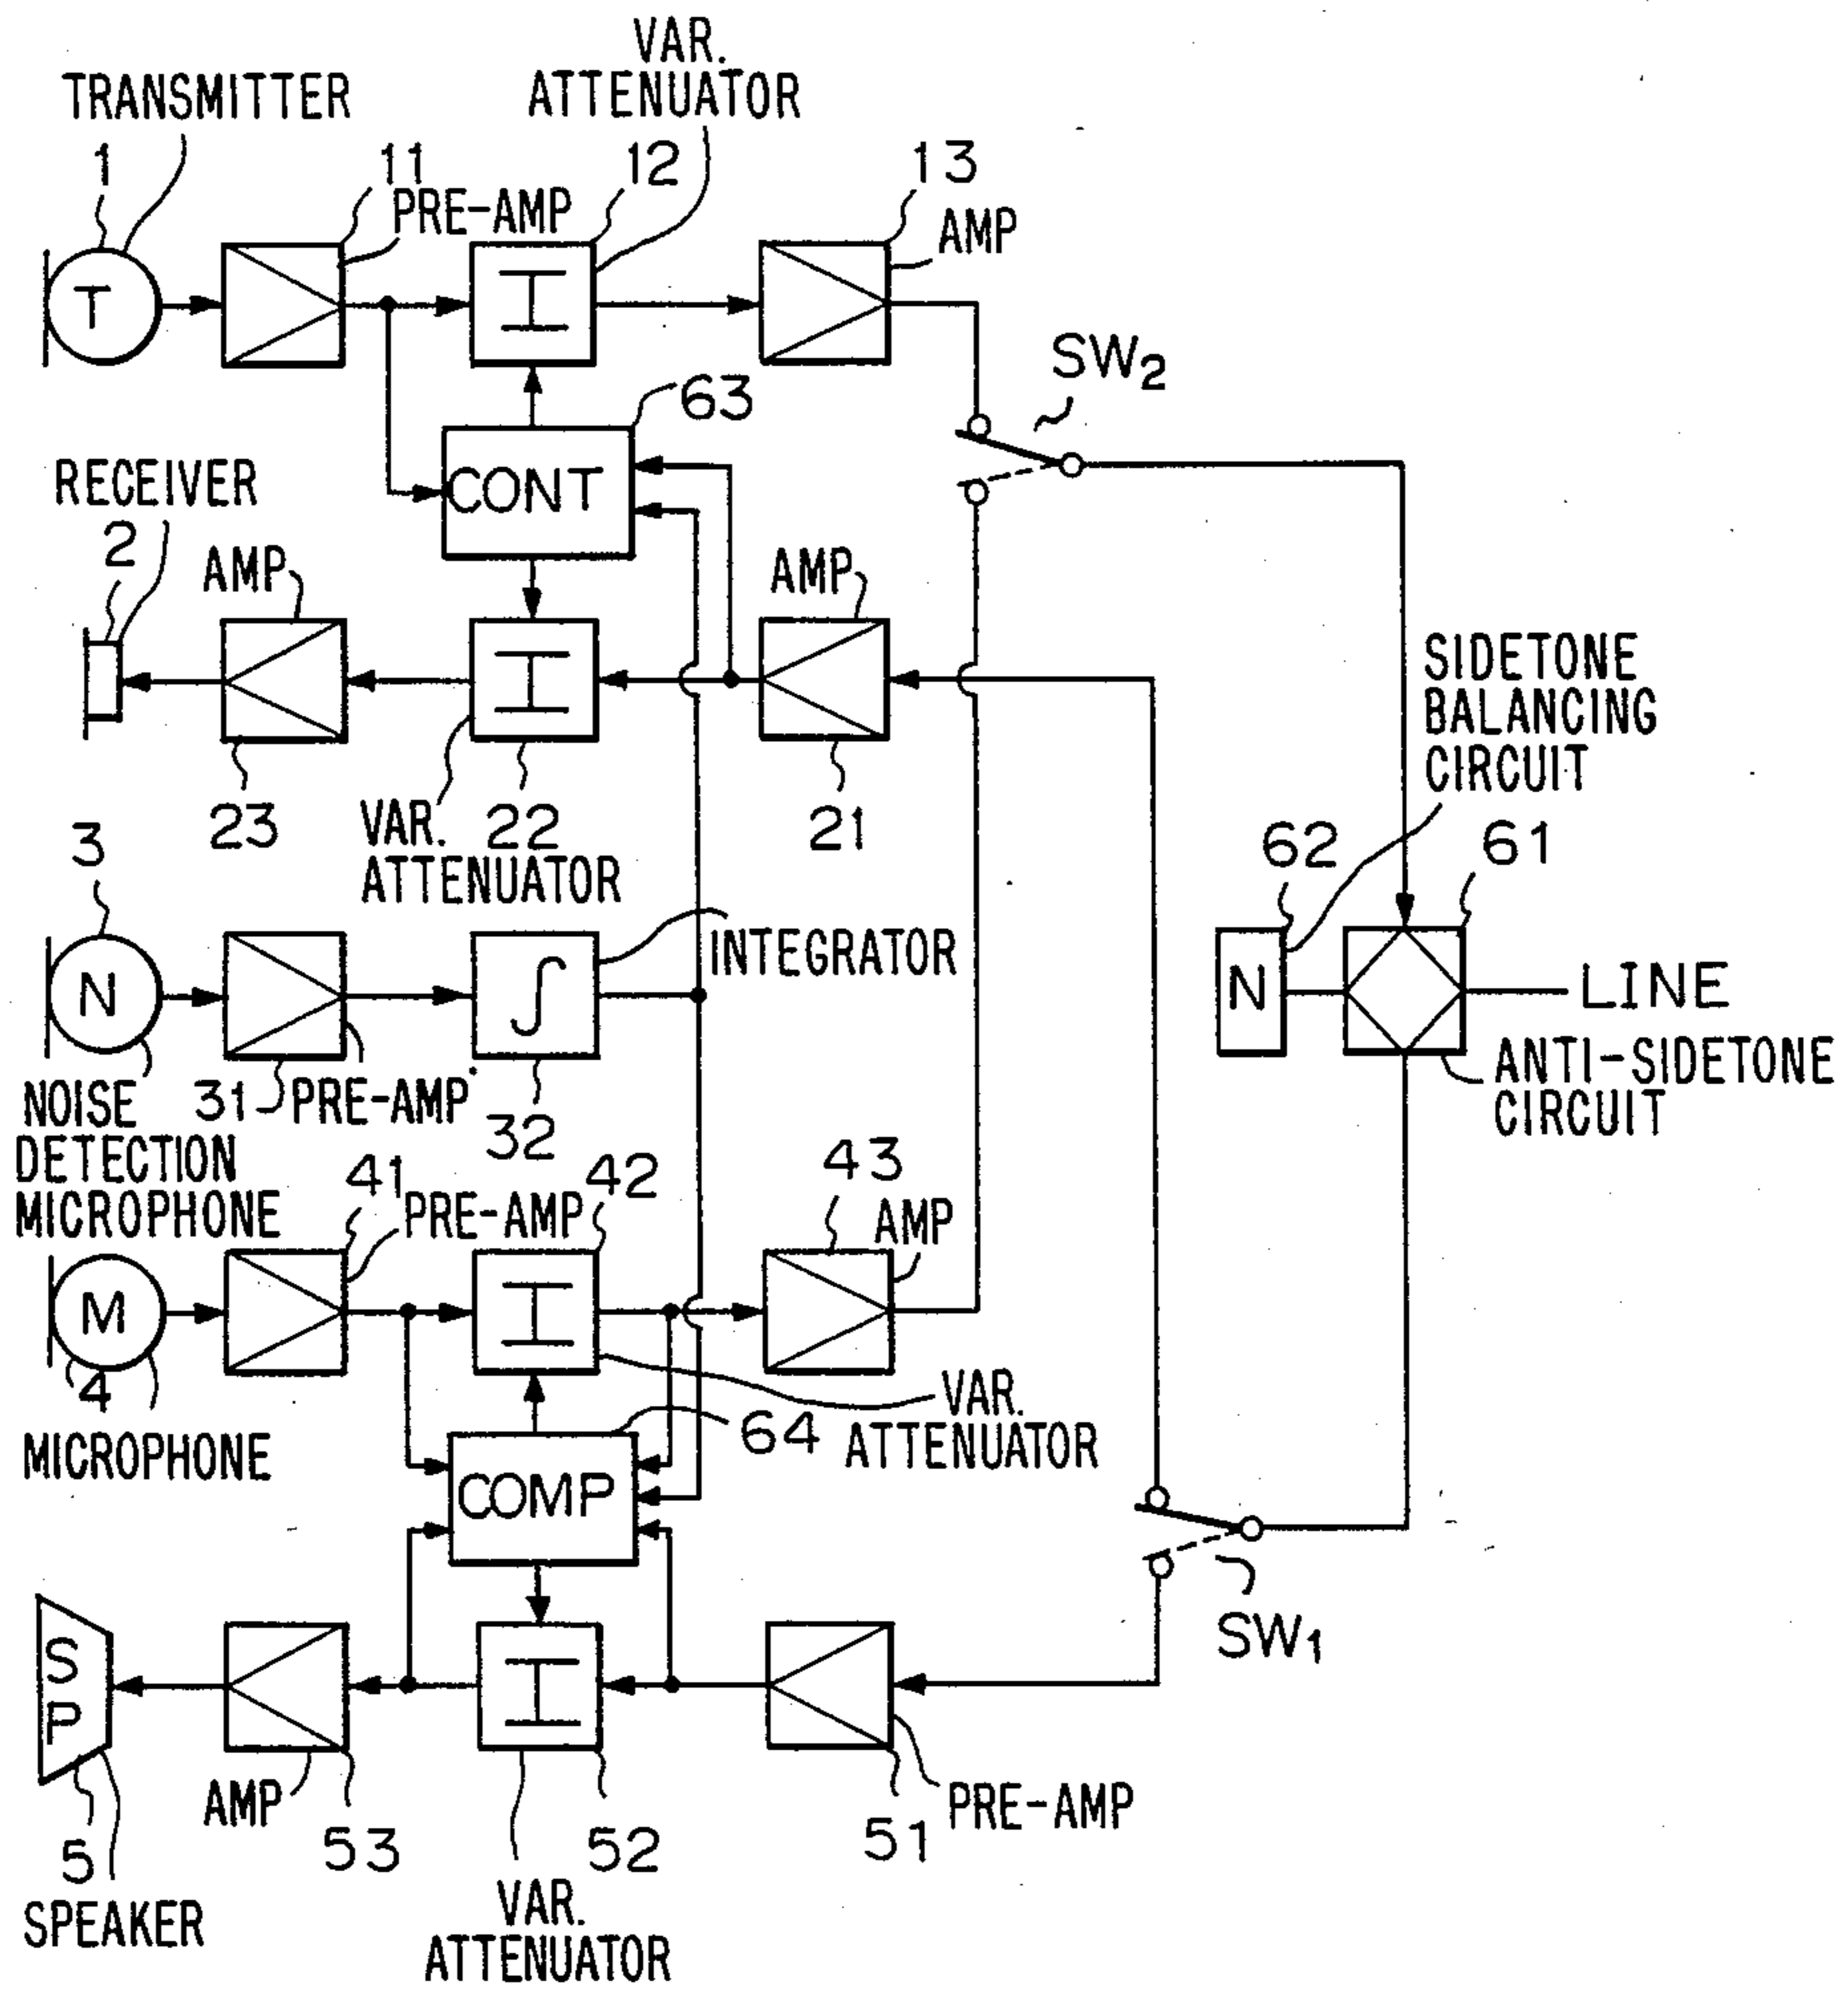 VAR.
ATTENUATOR
TRANSMITTER
1
11
PRE-AMP
12
13
AMP
T
SW2
63
CONT
RECEIVER
2
AMP
AMP
23
VAR.
ATTENUATOR
22
21
SIDETONE
BALANCING
CIRCUIT
62
61
3
N
INTEGRATOR
N
LINE
NOISE
DETECTION
MICROPHONE
31
PRE-AMP
32
ANTI-SIDETONE
CIRCUIT
41
PRE-AMP
42
43
AMP
M
4
MICROPHONE
VAR.
ATTENUATOR
64
COMP
SW1
SP
5
SPEAKER
AMP
53
52
VAR.
ATTENUATOR
51
PRE-AMP